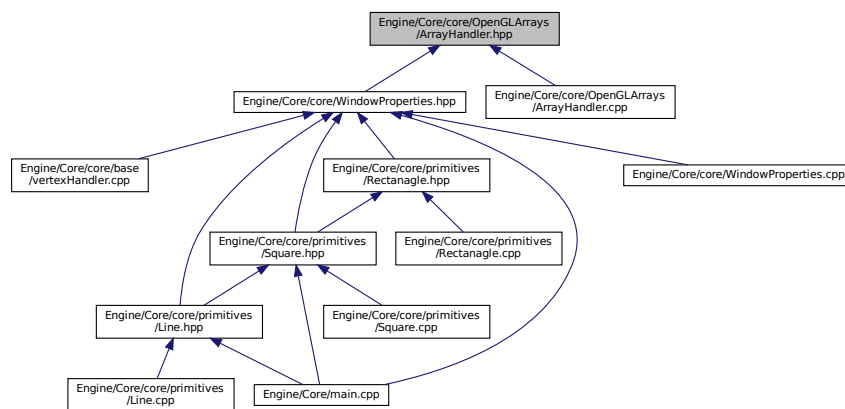 Engine/Core/core/OpenGLArrays
/ArrayHandler.hpp
Engine/Core/core/WindowProperties.hpp
Engine/Core/core/OpenGLArrays
/ArrayHandler.cpp
Engine/Core/core/base
/vertexHandler.cpp
Engine/Core/core/primitives
/Rectanagle.hpp
Engine/Core/core/WindowProperties.cpp
Engine/Core/core/primitives
/Square.hpp
Engine/Core/core/primitives
/Rectanagle.cpp
Engine/Core/core/primitives
/Line.hpp
Engine/Core/core/primitives
/Square.cpp
Engine/Core/core/primitives
/Line.cpp
Engine/Core/main.cpp